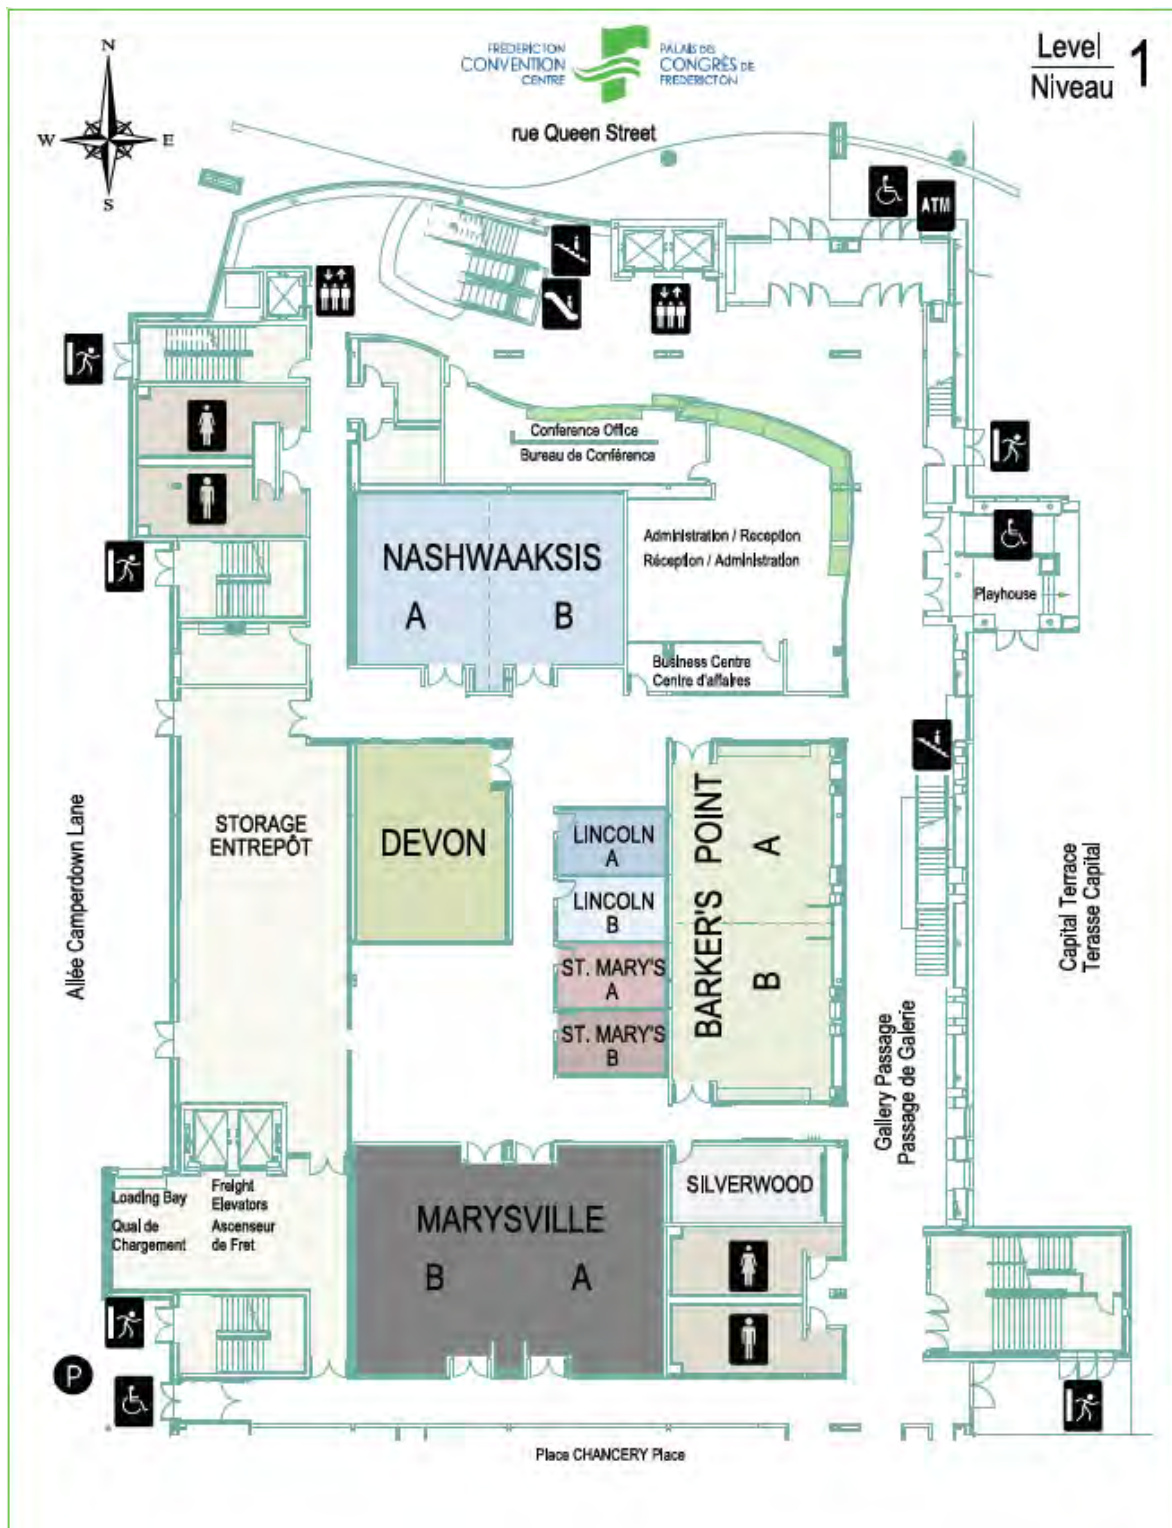 N
W
E
S
FREDERICTON
CONVENTION
CENTRE
PALAIS DES
CONGRÈS DE
FREDERICTON
Level
Niveau
1
rue Queen Street
ATM
Conference Office
Bureau de Conférence
NASHWAAKSIS
A
B
Administration / Reception
Réception / Administration
Playhouse
Business Centre
Centre d'affaires
STORAGE
ENTREPÔT
DEVON
LINCOLN
A
LINCOLN
B
ST. MARY'S
A
ST. MARY'S
B
BARKER'S POINT
A
B
Allée Camperdown Lane
Capital Terrace
Terasse Capital
Gallery Passage
Passage de Galerie
Loading Bay
Quai de
Chargement
Freight
Elevators
Ascenseur
de Fret
MARYSVILLE
B
A
SILVERWOOD
P
Place CHANCERY Place